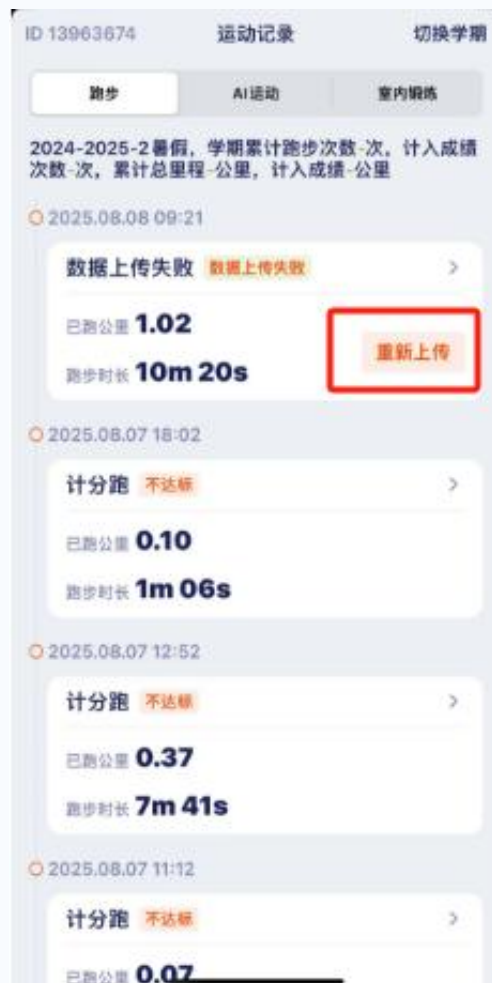 ID 13963674 运动记录 切换学期
跑步 AI运动 室内锻炼
2024-2025-2暑假，学期累计跑步次数-次，计入成绩
次数-次，累计总里程-公里，计入成绩-公里
2025.08.08 09:21
数据上传失败 数据上传失败
已跑公里 1.02
重新上传
跑步时长 10m 20s
2025.08.07 18:02
计分跑 不达标
已跑公里 0.10
跑步时长 1m 06s
2025.08.07 12:52
计分跑 不达标
已跑公里 0.37
跑步时长 7m 41s
2025.08.07 11:12
计分跑 不达标
已跑公里 0.07